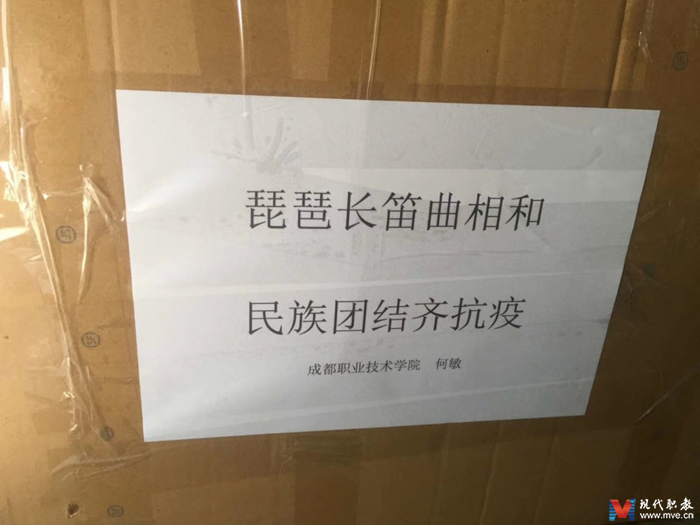 琵琶长笛曲相和
民族团结齐抗疫
成都职业技术学院 何敏
现代职教
www.mve.cn